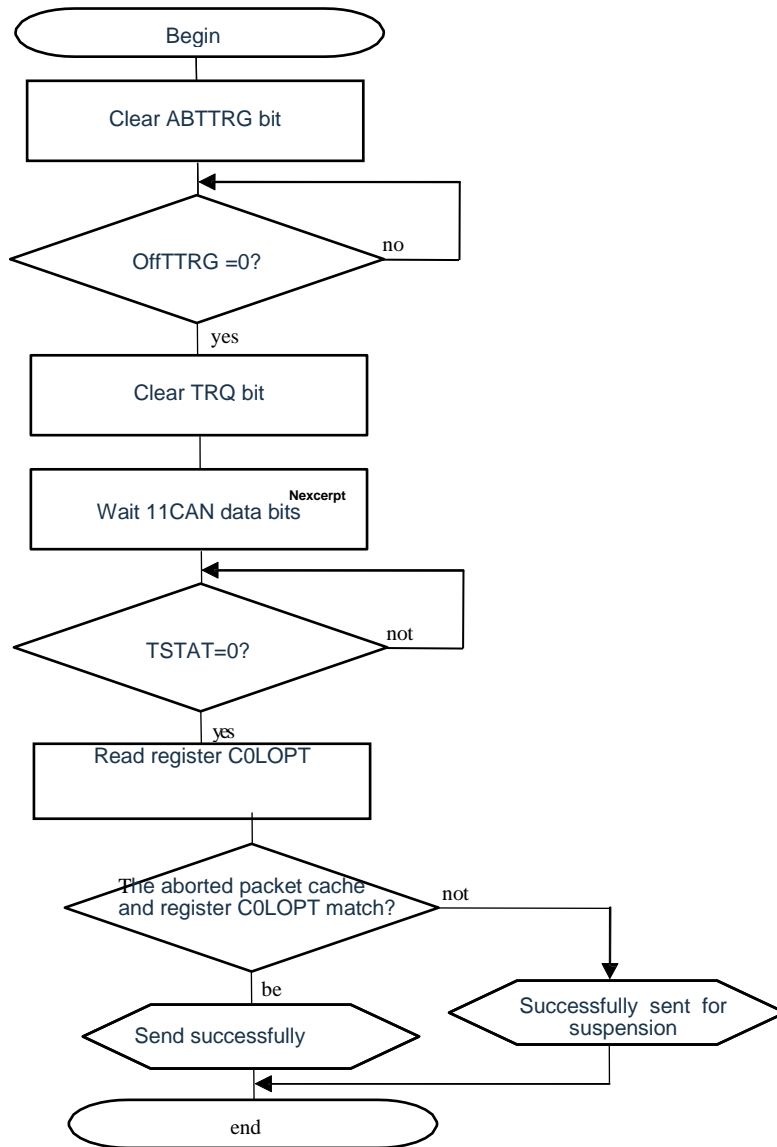 Begin
Clear ABTTRG bit
OffTTRG =0?
no
yes
Clear TRQ bit
Nexcerpt
Wait 11CAN data bits
TSTAT=0?
not
yes
Read register C0LOPT
The aborted packet cache
and register C0LOPT match?
not
be
Send successfully
Successfully sent for
suspension
end